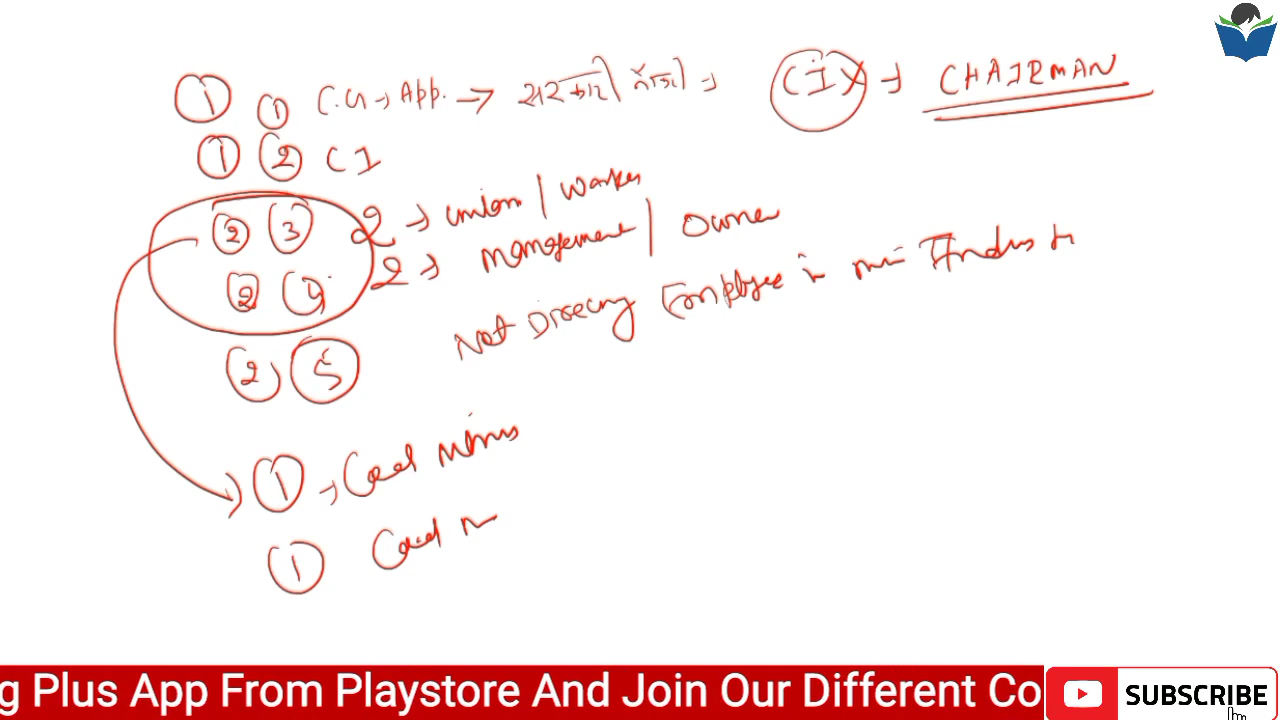 ① ① C.G → App. → सरकारी → CIX → CHAIRMAN
① ② CI
② ③ 2 → union | Worker
② ④ 2 → management | Owner
Not Directly Employee in Indus
② ⑤
① → Coal
① Coal
g Plus App From Playstore And Join Our Different Co
SUBSCRIBE